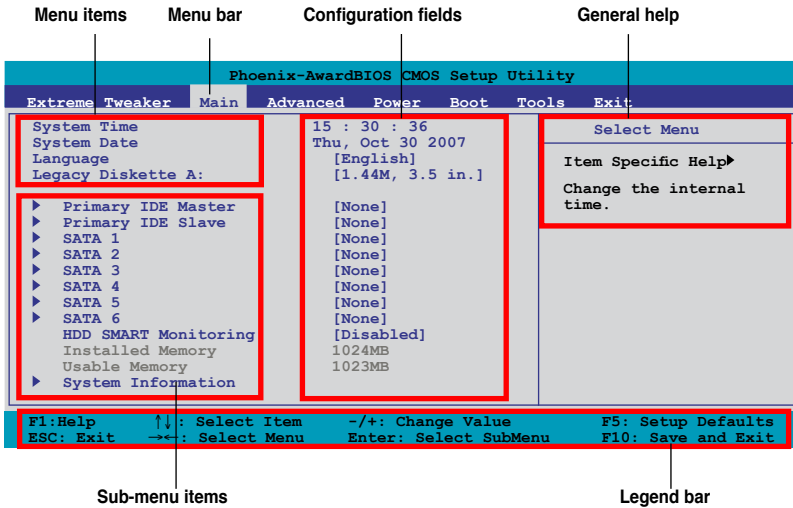 Menu items Menu bar Configuration fields General help
Phoenix-AwardBIOS CMOS Setup Utility
Extreme Tweaker Main Advanced Power Boot Tools Exit
System Time 15 : 30 : 36
System Date Thu, Oct 30 2007
Language [English]
Legacy Diskette A: [1.44M, 3.5 in.]
Select Menu
Item Specific Help
Change the internal
time.
Primary IDE Master [None]
Primary IDE Slave [None]
SATA 1 [None]
SATA 2 [None]
SATA 3 [None]
SATA 4 [None]
SATA 5 [None]
SATA 6 [None]
HDD SMART Monitoring [Disabled]
Installed Memory 1024MB
Usable Memory 1023MB
System Information
F1:Help ↑↓: Select Item -/+: Change Value F5: Setup Defaults
ESC: Exit →←: Select Menu Enter: Select SubMenu F10: Save and Exit
Sub-menu items Legend bar